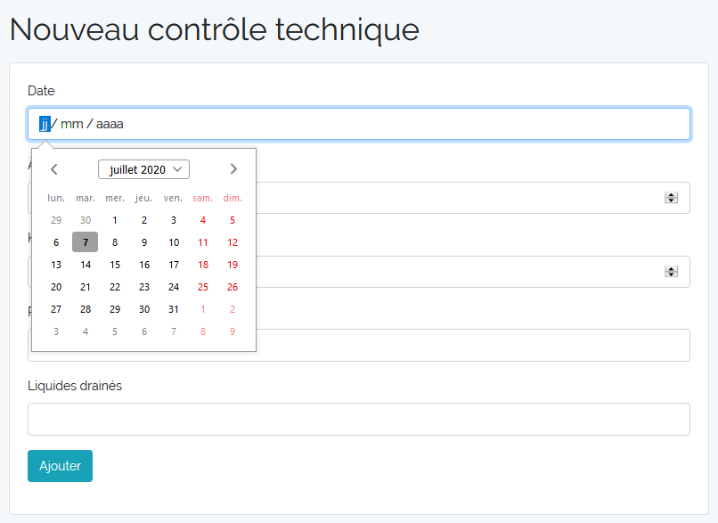 Nouveau contrôle technique
Date
jj / mm / aaaa
juillet 2020
lun. mar. mer. jeu. ven. sam. dim.
29 30 1 2 3 4 5
6 7 8 9 10 11 12
13 14 15 16 17 18 19
20 21 22 23 24 25 26
27 28 29 30 31 1 2
3 4 5 6 7 8 9
Liquides drainés
Ajouter